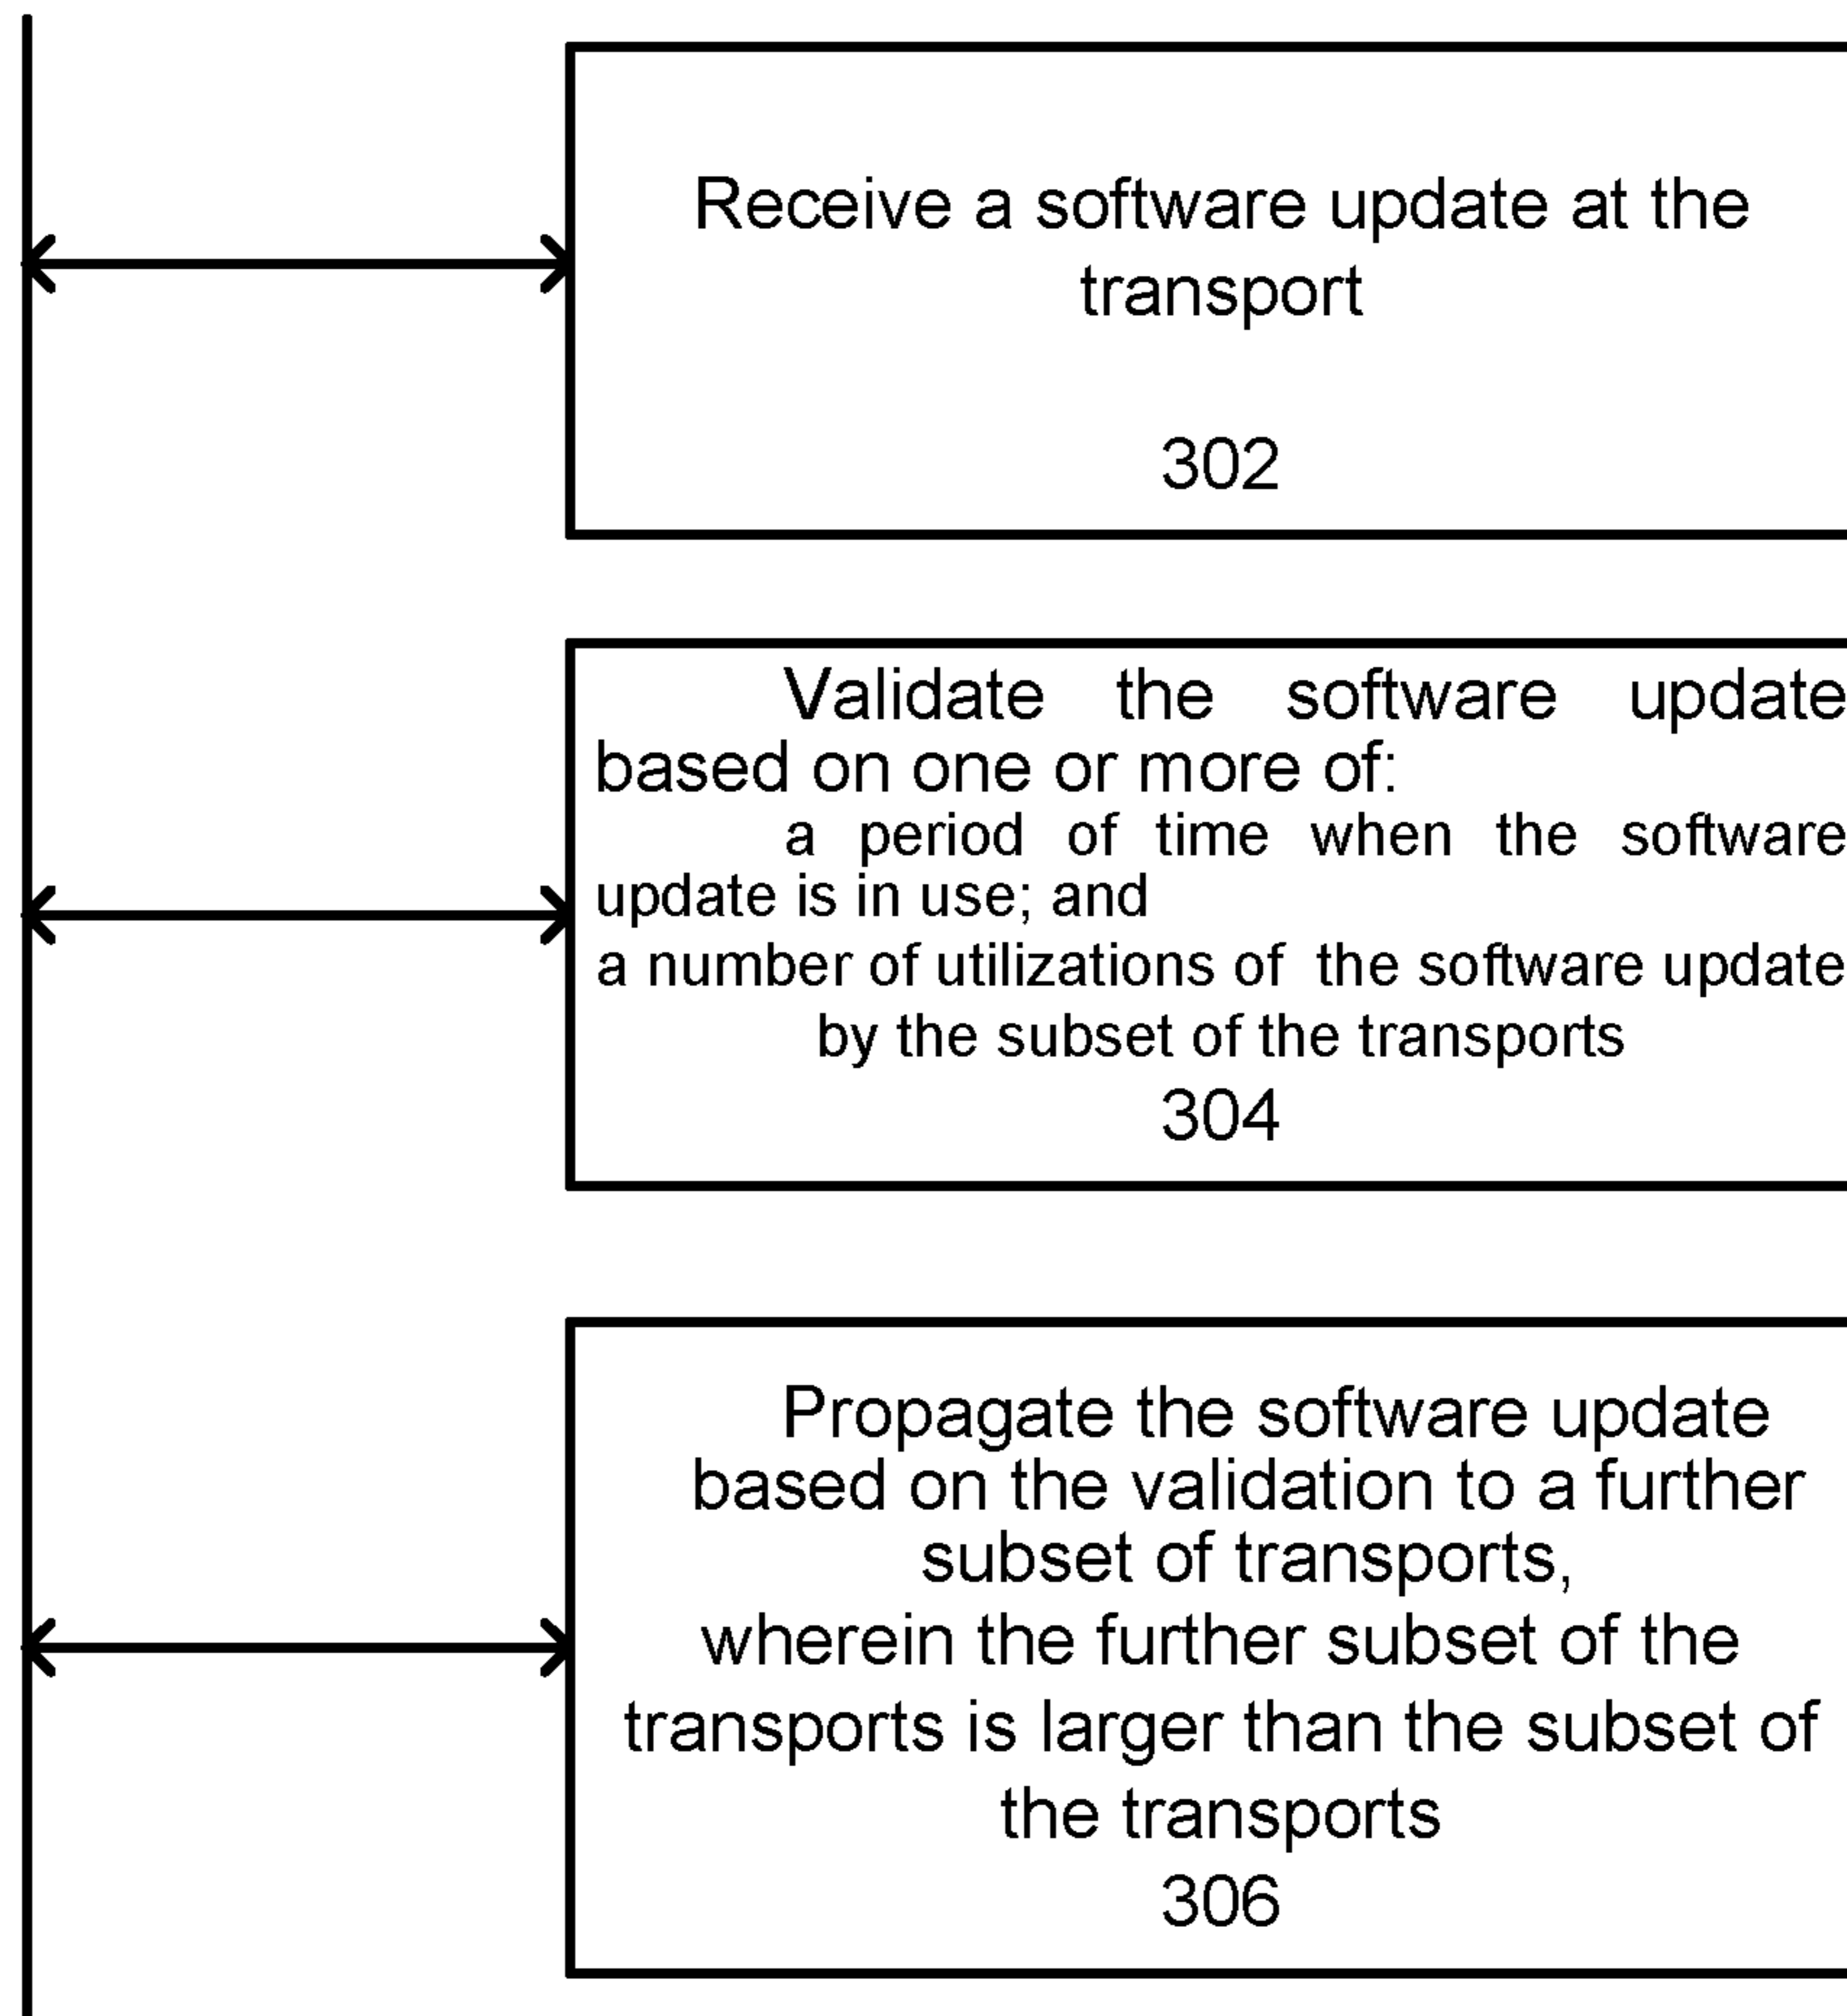 Receive a software update at the
transport
302
Validate the software update
based on one or more of:
a period of time when the software
update is in use; and
a number of utilizations of the software update
by the subset of the transports
304
Propagate the software update
based on the validation to a further
subset of transports,
wherein the further subset of the
transports is larger than the subset of
the transports
306